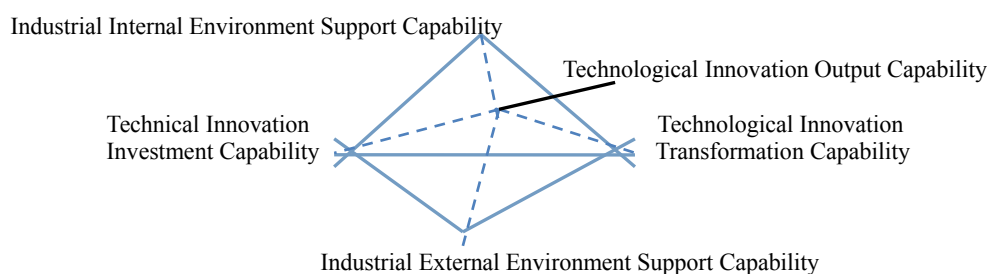 Industrial Internal Environment Support Capability
Technological Innovation Output Capability
Technical Innovation
Investment Capability
Technological Innovation
Transformation Capability
Industrial External Environment Support Capability